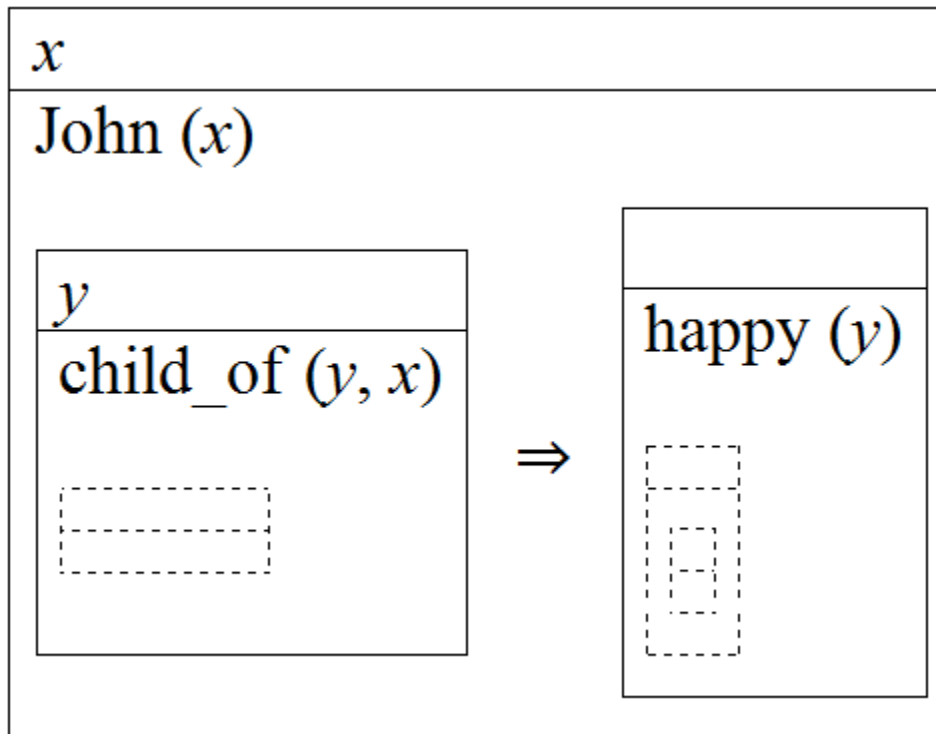 x
John (x)
y
child_of (y, x)
⇒
happy (y)